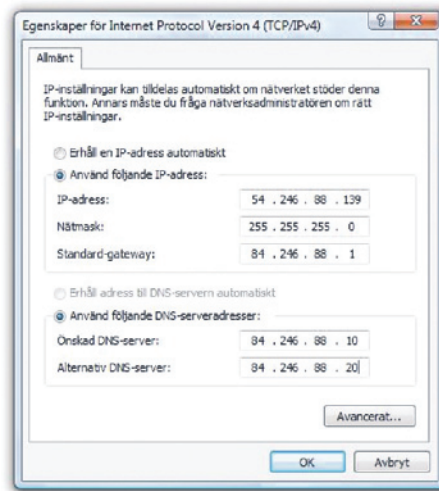 Egenskaper för Internet Protocol Version 4 (TCP/IPv4)
Allmänt
IP-inställningar kan tilldelas automatiskt om nätverket stöder denna
funktion. Annars måste du fråga nätverksadministratören om rätt
IP-inställningar.
Erhåll en IP-adress automatiskt
Använd följande IP-adress:
IP-adress: 54 . 246 . 88 . 139
Nätmask: 255 . 255 . 255 . 0
Standard-gateway: 84 . 246 . 88 . 1
Erhåll adress till DNS-servern automatiskt
Använd följande DNS-serveradresser:
Önskad DNS-server: 84 . 246 . 88 . 10
Alternativ DNS-server: 84 . 246 . 88 . 20
Avancerat...
OK Avbryt